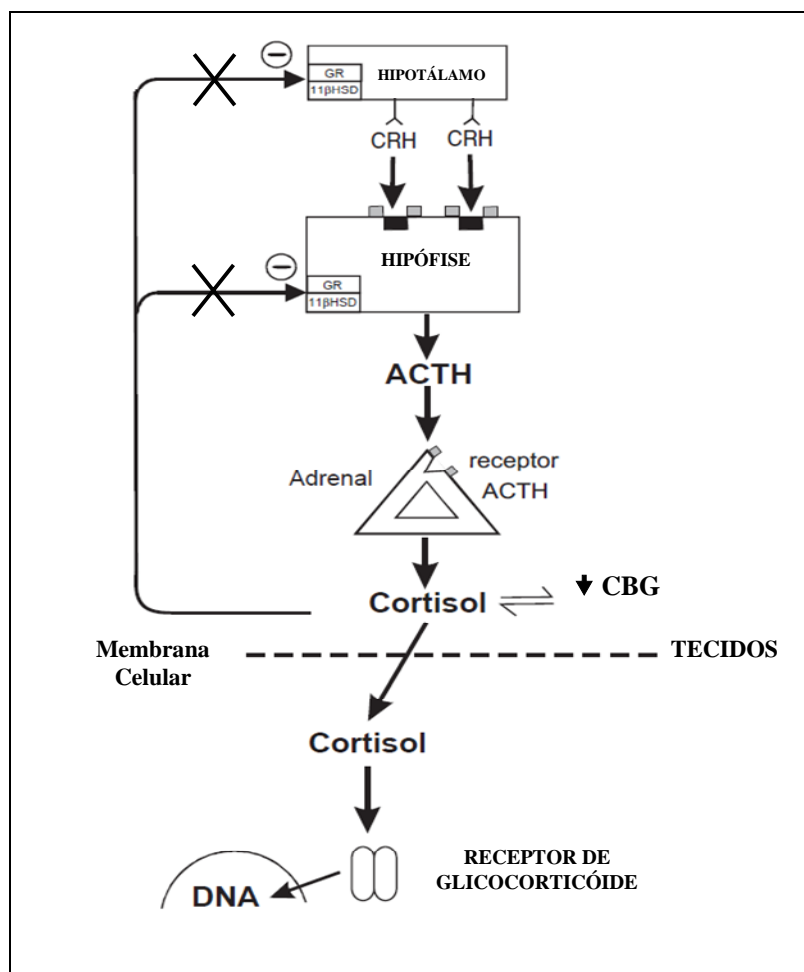 −
GR
HIPOTÁLAMO
11βHSD
CRH CRH
−
HIPÓFISE
GR
11βHSD
ACTH
Adrenal
receptor
ACTH
Cortisol
CBG
Membrana
Celular
TECIDOS
Cortisol
RECEPTOR DE
GLICOCORTICÓIDE
DNA